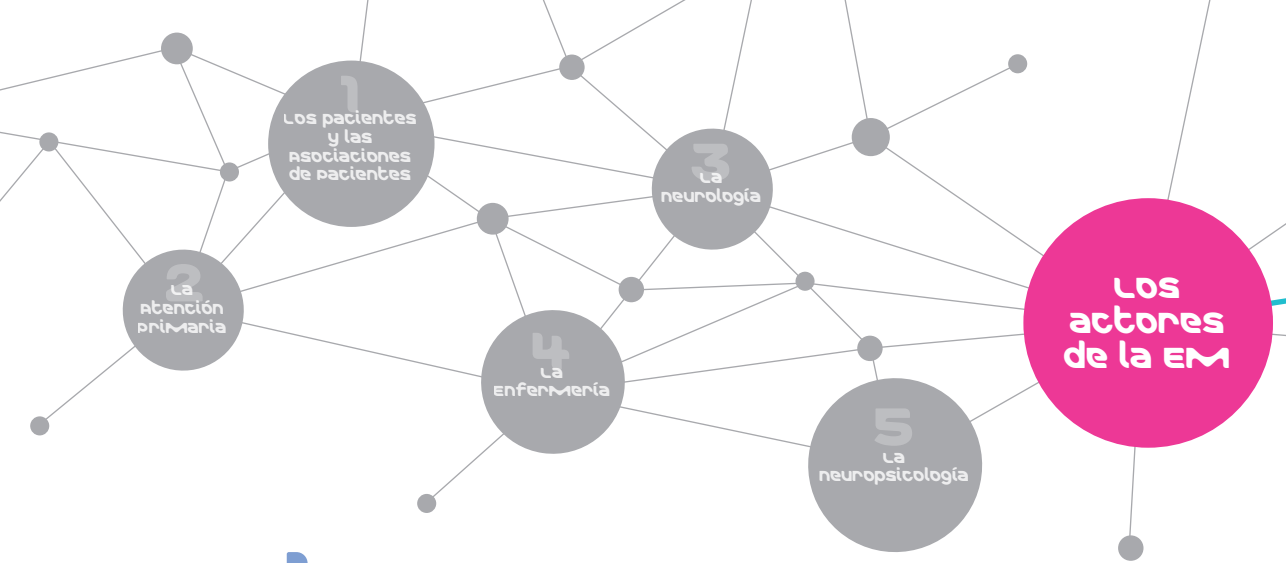 1
Los pacientes
y las
Asociaciones
de pacientes
2
La
Atención
primaria
3
La
neurología
4
La
Enfermería
5
La
neuropsicología
Los
actores
de la EM